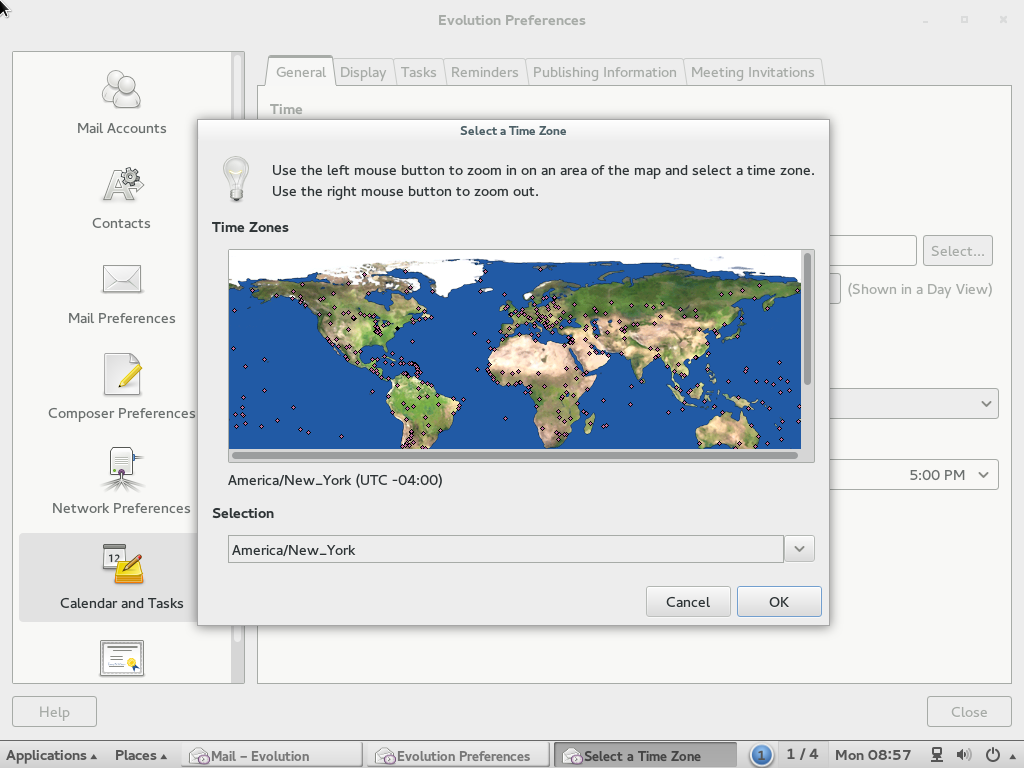 Evolution Preferences
General Display Tasks Reminders Publishing Information Meeting Invitations
Mail Accounts
Time
Select a Time Zone
Use the left mouse button to zoom in on an area of the map and select a time zone.
Use the right mouse button to zoom out.
Contacts
Time Zones
Select...
(Shown in a Day View)
Mail Preferences
Composer Preferences
5:00 PM
America/New_York (UTC -04:00)
Network Preferences
Selection
America/New_York
12
Calendar and Tasks
Cancel OK
Help Close
Applications Places Mail – Evolution Evolution Preferences Select a Time Zone 1 1 / 4 Mon 08:57